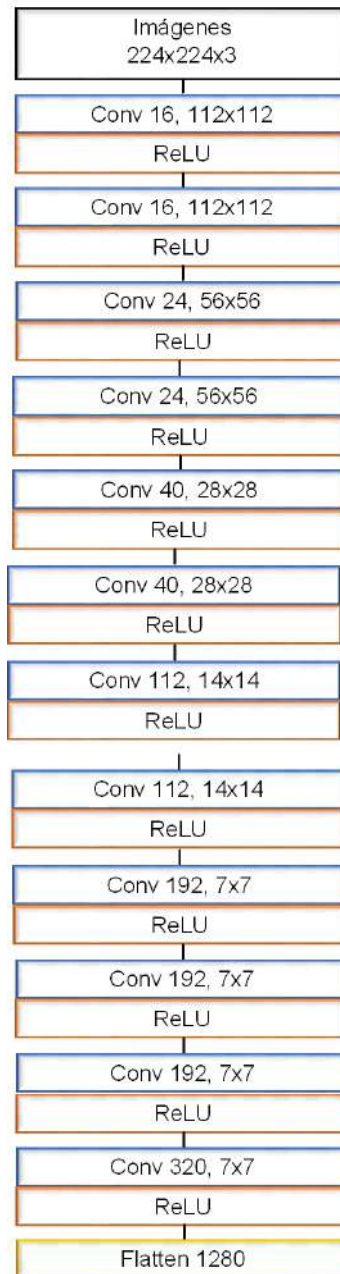 Imágenes
224x224x3
Conv 16, 112x112
ReLU
Conv 16, 112x112
ReLU
Conv 24, 56x56
ReLU
Conv 24, 56x56
ReLU
Conv 40, 28x28
ReLU
Conv 40, 28x28
ReLU
Conv 112, 14x14
ReLU
Conv 112, 14x14
ReLU
Conv 192, 7x7
ReLU
Conv 192, 7x7
ReLU
Conv 192, 7x7
ReLU
Conv 320, 7x7
ReLU
Flatten 1280